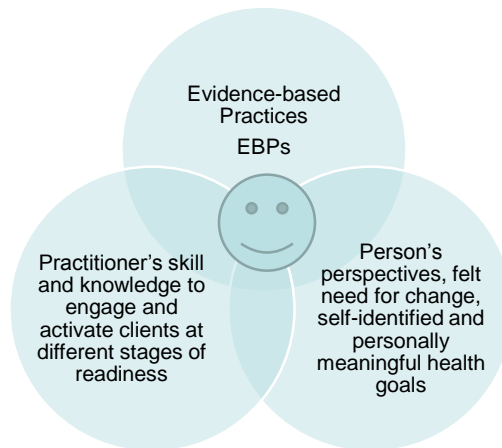 Evidence-based
Practices
EBPs
Practitioner's skill
and knowledge to
engage and
activate clients at
different stages of
readiness
Person's
perspectives, felt
need for change,
self-identified and
personally
meaningful health
goals